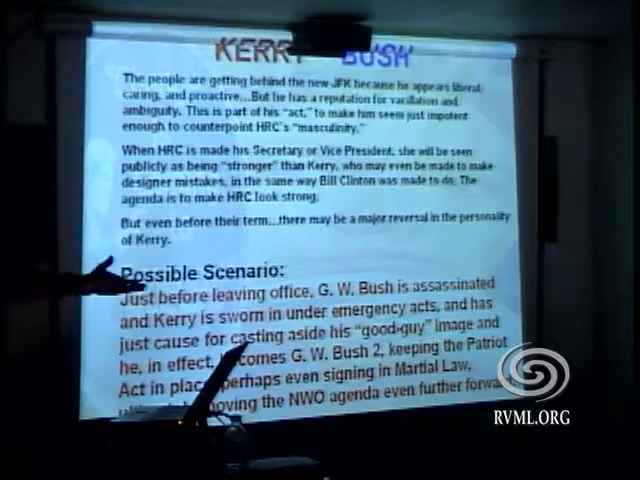 KERRY BUSH
The people are getting behind the new JFK because he appears liberal,
caring, and proactive...But he has a reputation for vacillation and
ambiguity. This is part of his "act," to make him seem just impotent
enough to counterpoint HRC's "masculinity."
When HRC is made his Secretary or Vice President, she will be seen
publicly as being "stronger" than Kerry, who may even be made to make
designer mistakes, in the same way Bill Clinton was made to do. The
agenda is to make HRC look strong.
But even before their term...there may be a major reversal in the personality
of Kerry.
Possible Scenario:
Just before leaving office, G. W. Bush is assassinated
and Kerry is sworn in under emergency acts, and has
just cause for casting aside his "good-guy" image and
he, in effect, becomes G. W. Bush 2, keeping the Patriot
Act in place, perhaps even signing in Martial Law,
moving the NWO agenda even further forward
RVML.ORG